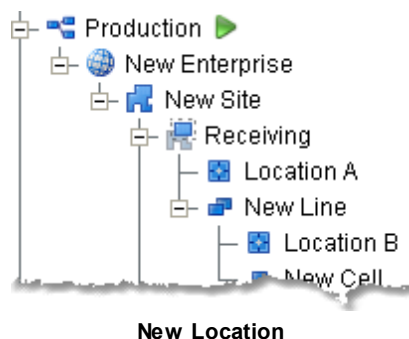 Production
New Enterprise
New Site
Receiving
Location A
New Line
Location B
New Cell
New Location